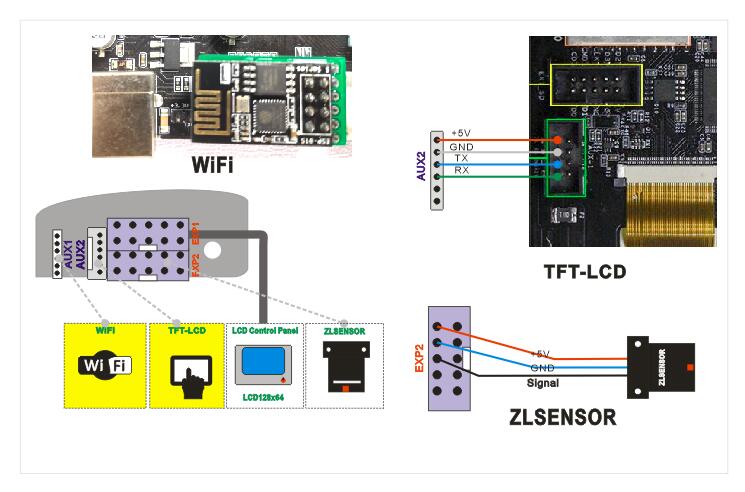 WiFi
AUX2
+5V
GND
TX
RX
TFT-LCD
AUX1
AUX2
EXP1
EXP2
WIFI
TFT-LCD
LCD Control Panel
ZLSENSOR
Wi Fi
LCD128x64
EXP2
+5V
GND
Signal
ZLSENSOR
ZLSENSOR